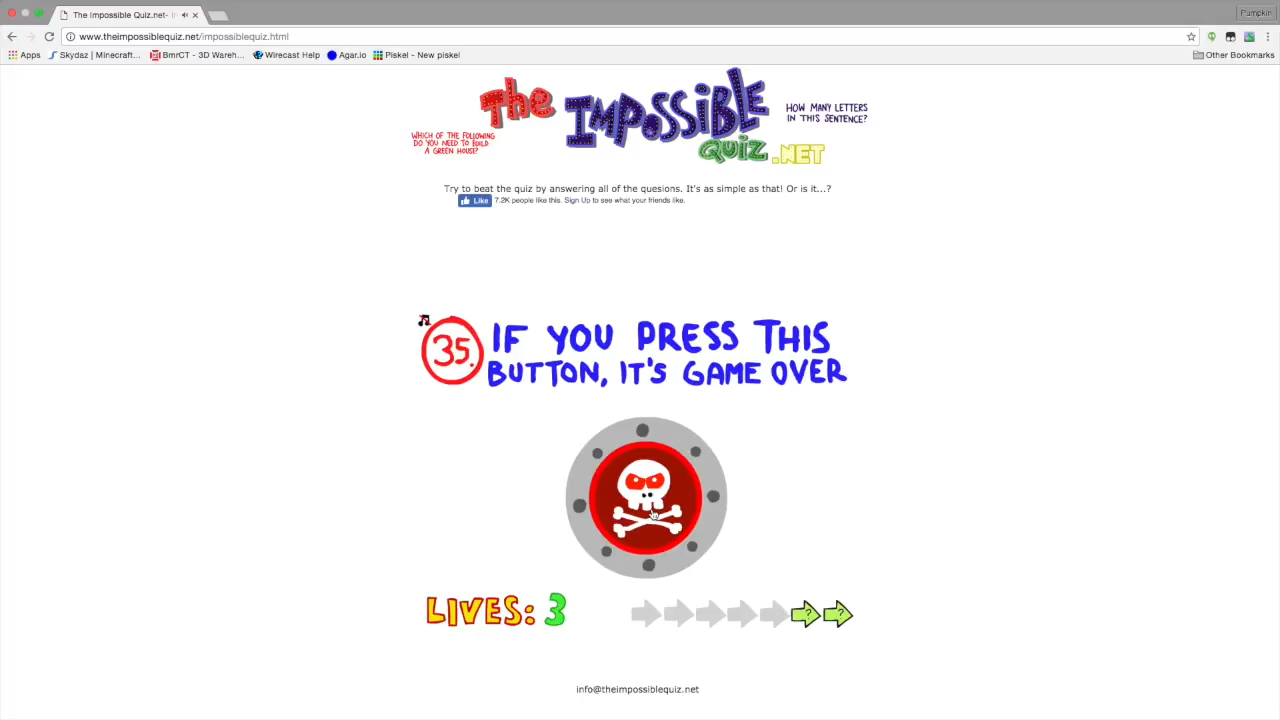 The Impossible Quiz.net- In
Pumpkin
www.theimpossiblequiz.net/impossiblequiz.html
Apps
Skydaz | Minecraft...
BmrCT - 3D Wareh...
Wirecast Help
Agar.io
Piskel - New piskel
Other Bookmarks
The IMPOSSIBLE
QUIZ .NET
WHICH OF THE FOLLOWING
DO YOU NEED TO BUILD
A GREEN HOUSE?
HOW MANY LETTERS
IN THIS SENTENCE?
Try to beat the quiz by answering all of the quesions. It's as simple as that! Or is it...?
Like 7.2K people like this. Sign Up to see what your friends like.
35. IF YOU PRESS THIS
BUTTON, IT'S GAME OVER
LIVES: 3
? ?
info@theimpossiblequiz.net